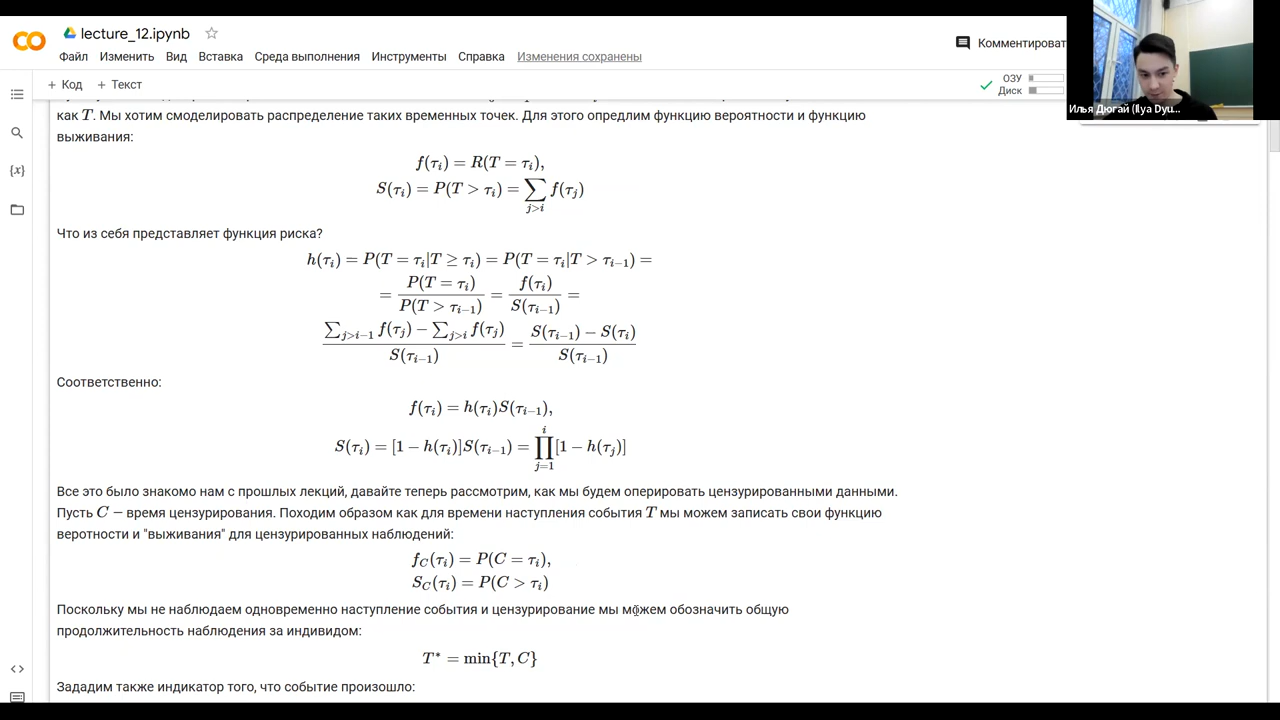 lecture_12.ipynb
Файл Изменить Вид Вставка Среда выполнения Инструменты Справка Изменения сохранены
Комментироват
+ Код + Текст
ОЗУ
Диск
Илья Дюгай (Ilya Dyu...
как T. Мы хотим смоделировать распределение таких временных точек. Для этого опредлим функцию вероятности и функцию
выживания:
f(τ_i) = R(T = τ_i),
S(τ_i) = P(T > τ_i) = ∑_{j>i} f(τ_j)
Что из себя представляет функция риска?
h(τ_i) = P(T = τ_i|T ≥ τ_i) = P(T = τ_i|T > τ_{i−1}) =
= \frac{P(T = τ_i)}{P(T > τ_{i−1})} = \frac{f(τ_i)}{S(τ_{i−1})} =
\frac{∑_{j>i−1} f(τ_j) − ∑_{j>i} f(τ_j)}{S(τ_{i−1})} = \frac{S(τ_{i−1}) − S(τ_i)}{S(τ_{i−1})}
Соответственно:
f(τ_i) = h(τ_i)S(τ_{i−1}),
S(τ_i) = [1 − h(τ_i)]S(τ_{i−1}) = ∏_{j=1}^{i} [1 − h(τ_j)]
Все это было знакомо нам с прошлых лекций, давайте теперь рассмотрим, как мы будем оперировать цензурированными данными.
Пусть C − время цензурирования. Походим образом как для времени наступления события T мы можем записать свои функцию
веротности и "выживания" для цензурированных наблюдений:
f_C(τ_i) = P(C = τ_i),
S_C(τ_i) = P(C > τ_i)
Поскольку мы не наблюдаем одновременно наступление события и цензурирование мы можем обозначить общую
продолжительность наблюдения за индивидом:
T* = min{T, C}
Зададим также индикатор того, что событие произошло: